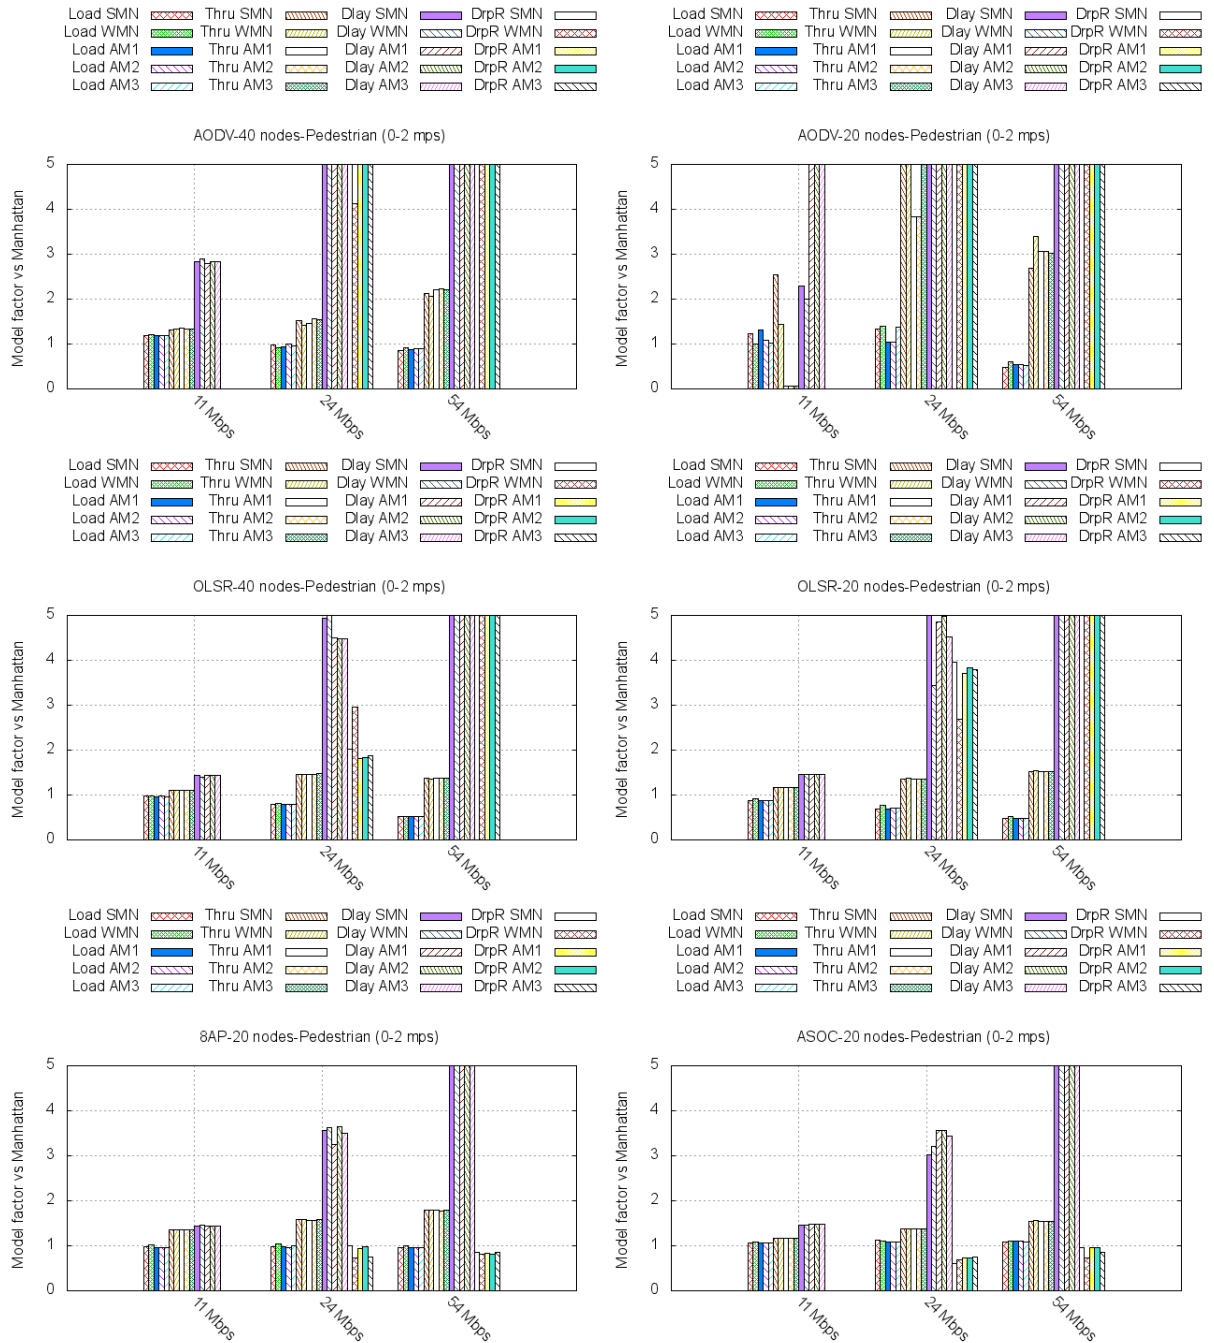 Load SMN Thru SMN Dlay SMN DrpR SMN
Load WMN Thru WMN Dlay WMN DrpR WMN
Load AM1 Thru AM1 Dlay AM1 DrpR AM1
Load AM2 Thru AM2 Dlay AM2 DrpR AM2
Load AM3 Thru AM3 Dlay AM3 DrpR AM3
AODV-40 nodes-Pedestrian (0-2 mps)
Model factor vs Manhattan
5
4
3
2
1
0
11 Mbps
24 Mbps
54 Mbps
Load SMN Thru SMN Dlay SMN DrpR SMN
Load WMN Thru WMN Dlay WMN DrpR WMN
Load AM1 Thru AM1 Dlay AM1 DrpR AM1
Load AM2 Thru AM2 Dlay AM2 DrpR AM2
Load AM3 Thru AM3 Dlay AM3 DrpR AM3
AODV-20 nodes-Pedestrian (0-2 mps)
Model factor vs Manhattan
5
4
3
2
1
0
11 Mbps
24 Mbps
54 Mbps
Load SMN Thru SMN Dlay SMN DrpR SMN
Load WMN Thru WMN Dlay WMN DrpR WMN
Load AM1 Thru AM1 Dlay AM1 DrpR AM1
Load AM2 Thru AM2 Dlay AM2 DrpR AM2
Load AM3 Thru AM3 Dlay AM3 DrpR AM3
OLSR-40 nodes-Pedestrian (0-2 mps)
Model factor vs Manhattan
5
4
3
2
1
0
11 Mbps
24 Mbps
54 Mbps
Load SMN Thru SMN Dlay SMN DrpR SMN
Load WMN Thru WMN Dlay WMN DrpR WMN
Load AM1 Thru AM1 Dlay AM1 DrpR AM1
Load AM2 Thru AM2 Dlay AM2 DrpR AM2
Load AM3 Thru AM3 Dlay AM3 DrpR AM3
OLSR-20 nodes-Pedestrian (0-2 mps)
Model factor vs Manhattan
5
4
3
2
1
0
11 Mbps
24 Mbps
54 Mbps
Load SMN Thru SMN Dlay SMN DrpR SMN
Load WMN Thru WMN Dlay WMN DrpR WMN
Load AM1 Thru AM1 Dlay AM1 DrpR AM1
Load AM2 Thru AM2 Dlay AM2 DrpR AM2
Load AM3 Thru AM3 Dlay AM3 DrpR AM3
8AP-20 nodes-Pedestrian (0-2 mps)
Model factor vs Manhattan
5
4
3
2
1
0
11 Mbps
24 Mbps
54 Mbps
Load SMN Thru SMN Dlay SMN DrpR SMN
Load WMN Thru WMN Dlay WMN DrpR WMN
Load AM1 Thru AM1 Dlay AM1 DrpR AM1
Load AM2 Thru AM2 Dlay AM2 DrpR AM2
Load AM3 Thru AM3 Dlay AM3 DrpR AM3
ASOC-20 nodes-Pedestrian (0-2 mps)
Model factor vs Manhattan
5
4
3
2
1
0
11 Mbps
24 Mbps
54 Mbps